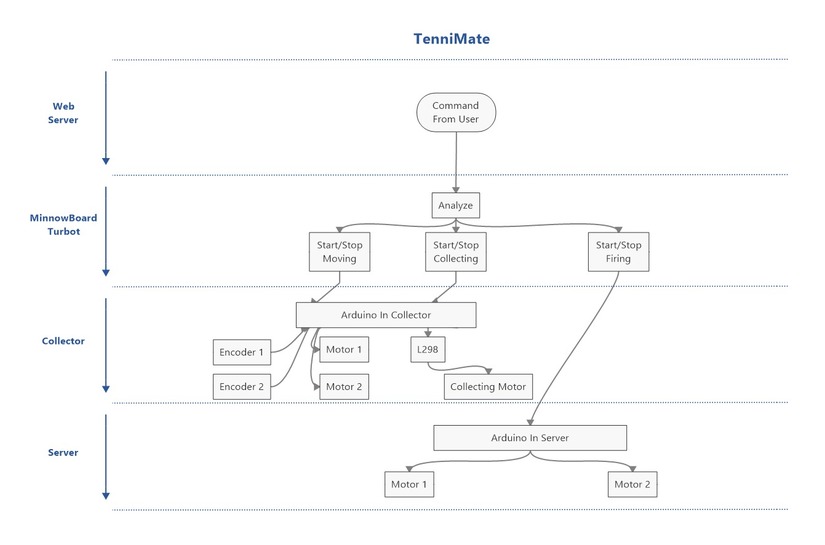 TenniMate
Web
Server
Command
From User
MinnowBoard
Turbot
Analyze
Start/Stop
Moving
Start/Stop
Collecting
Start/Stop
Firing
Collector
Arduino In Collector
Encoder 1
Motor 1
L298
Encoder 2
Motor 2
Collecting Motor
Server
Arduino In Server
Motor 1
Motor 2